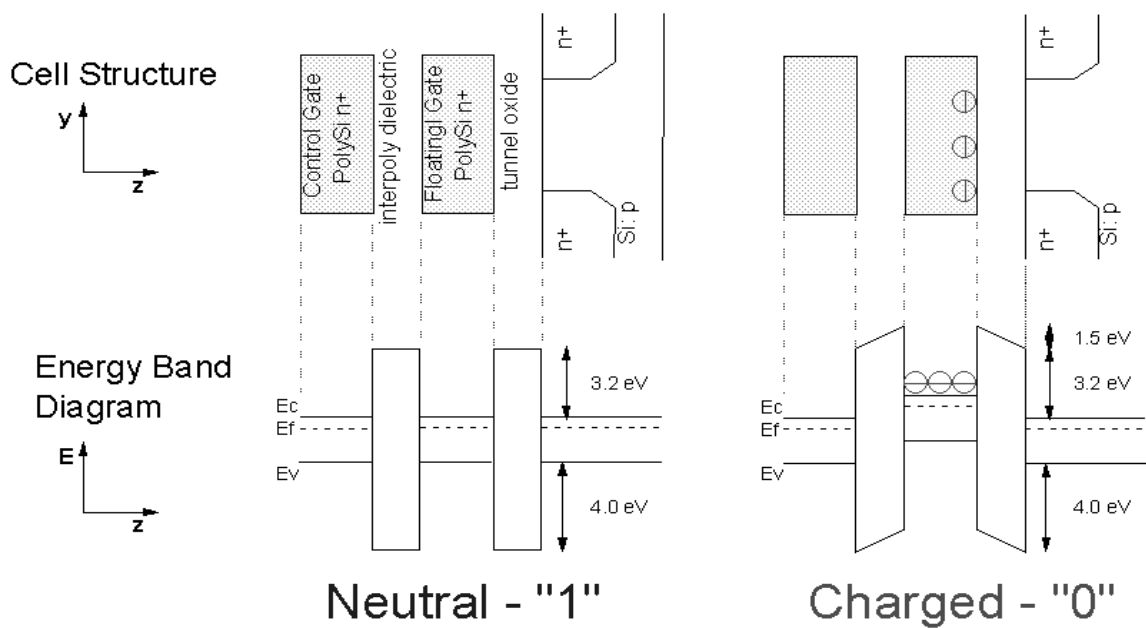 Cell Structure
y
z
Control Gate
PolySi n+
interpoly dielectric
FloatingI Gate
PolySi n+
tunnel oxide
n+
n+
Si: p
n+
n+
Si: p
Energy Band
Diagram
E
z
Ec
Ef
Ev
3.2 eV
4.0 eV
Ec
Ef
Ev
1.5 eV
3.2 eV
4.0 eV
Neutral - "1"
Charged - "0"